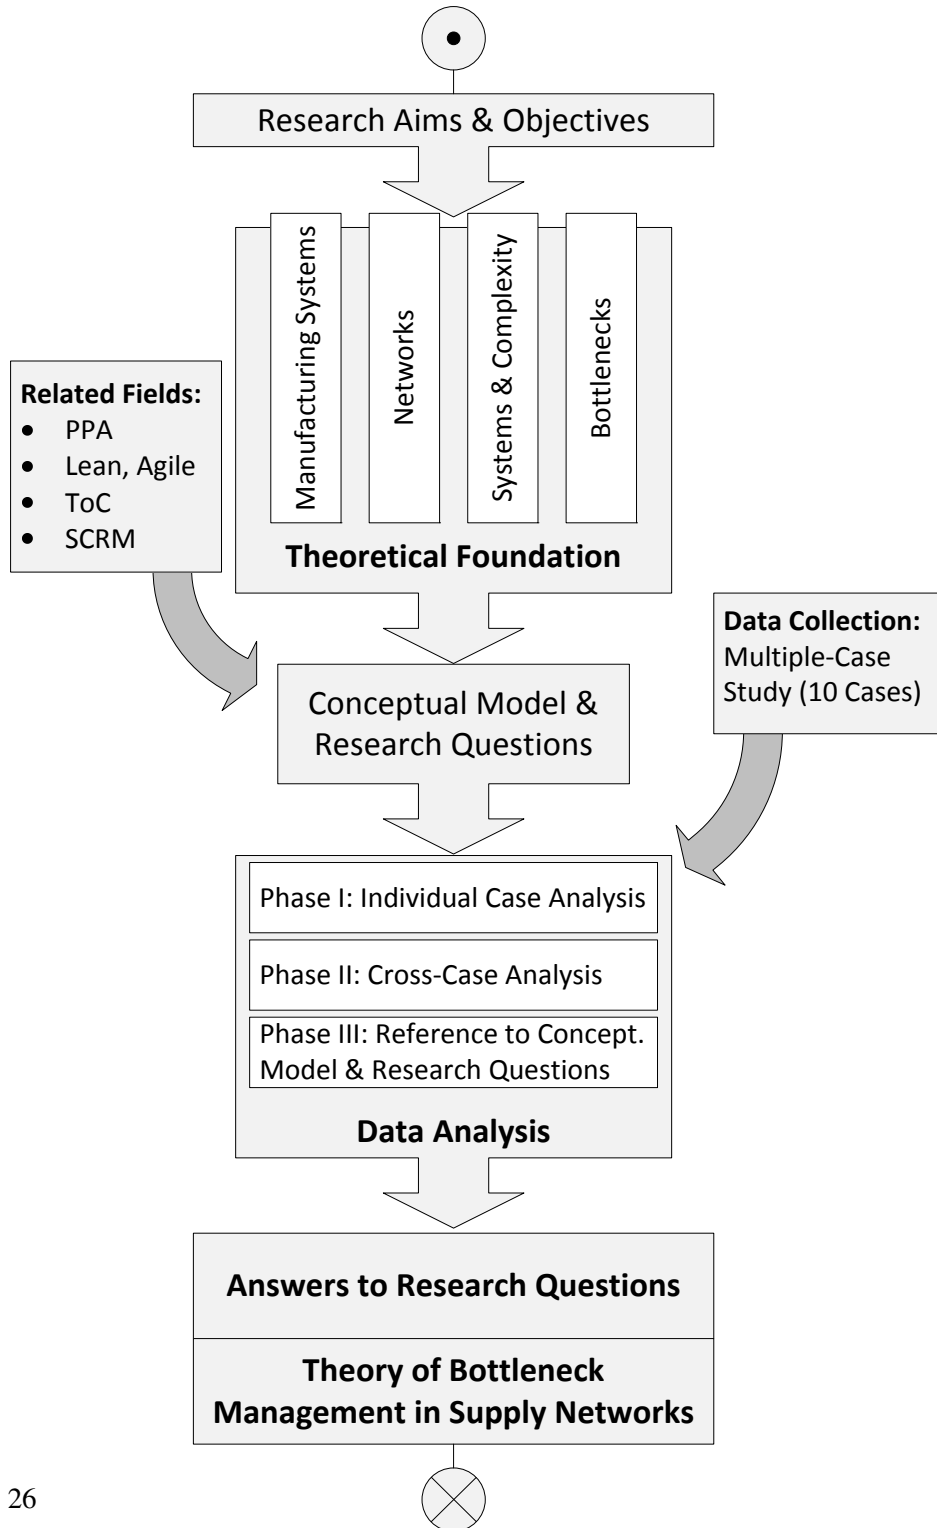 Research Aims & Objectives
Manufacturing Systems
Networks
Systems & Complexity
Bottlenecks
Theoretical Foundation
Related Fields:
• PPA
• Lean, Agile
• ToC
• SCRM
Conceptual Model &
Research Questions
Data Collection:
Multiple-Case
Study (10 Cases)
Phase I: Individual Case Analysis
Phase II: Cross-Case Analysis
Phase III: Reference to Concept.
Model & Research Questions
Data Analysis
Answers to Research Questions
Theory of Bottleneck
Management in Supply Networks
26